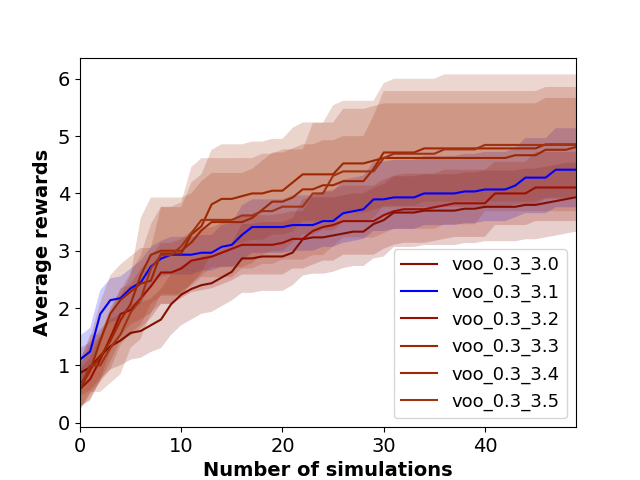 6
5
4
3
2
1
0
Average rewards
0 10 20 30 40
Number of simulations
voo_0.3_3.0
voo_0.3_3.1
voo_0.3_3.2
voo_0.3_3.3
voo_0.3_3.4
voo_0.3_3.5